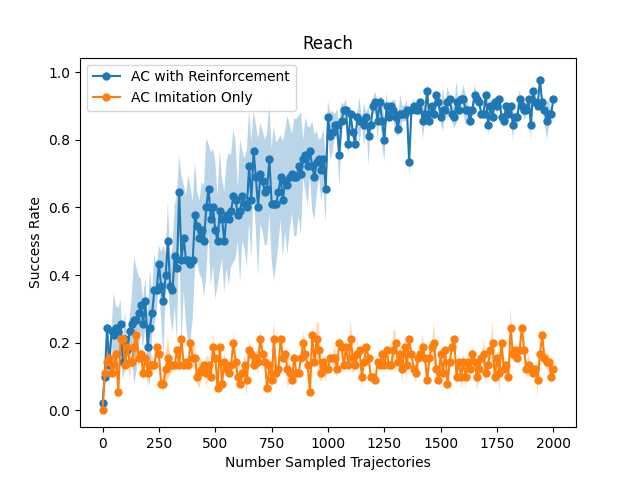 Reach
AC with Reinforcement
AC Imitation Only
Success Rate
1.0
0.8
0.6
0.4
0.2
0.0
0 250 500 750 1000 1250 1500 1750 2000
Number Sampled Trajectories